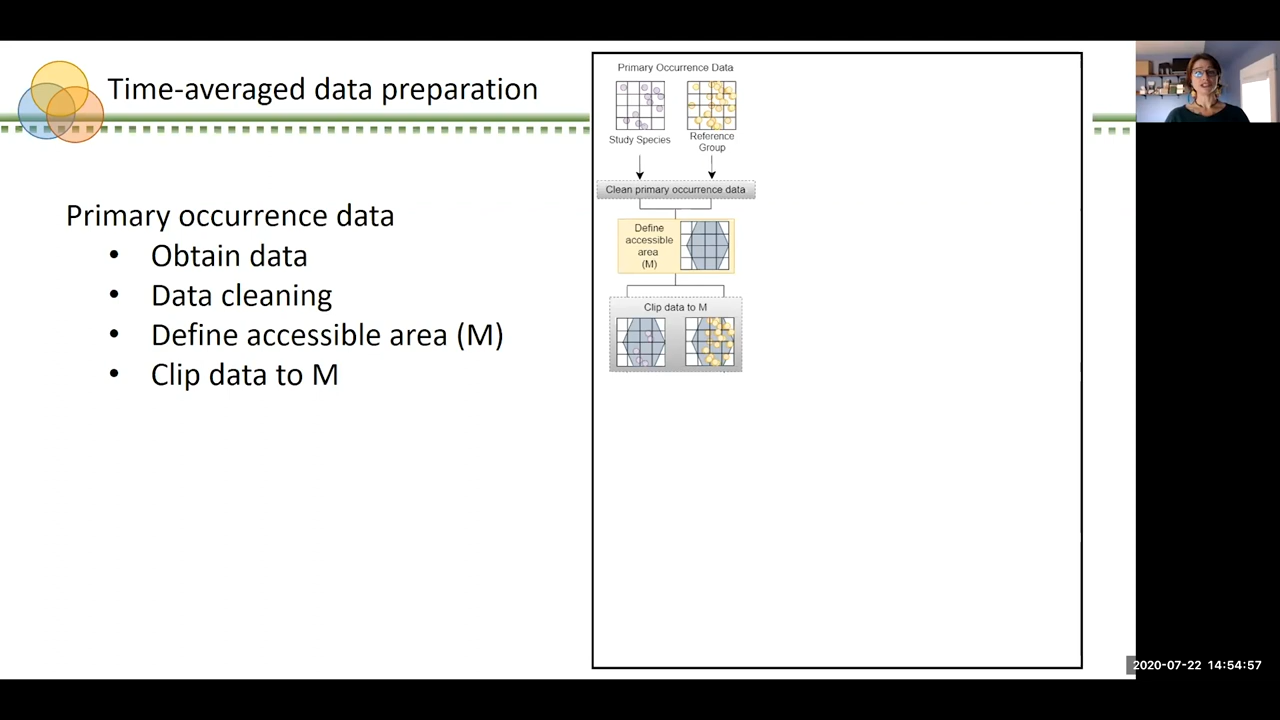 Time-averaged data preparation
Primary occurrence data
• Obtain data
• Data cleaning
• Define accessible area (M)
• Clip data to M
Primary Occurrence Data
Study Species
Reference
Group
Clean primary occurrence data
Define
accessible
area
(M)
Clip data to M
2020-07-22 14:54:57